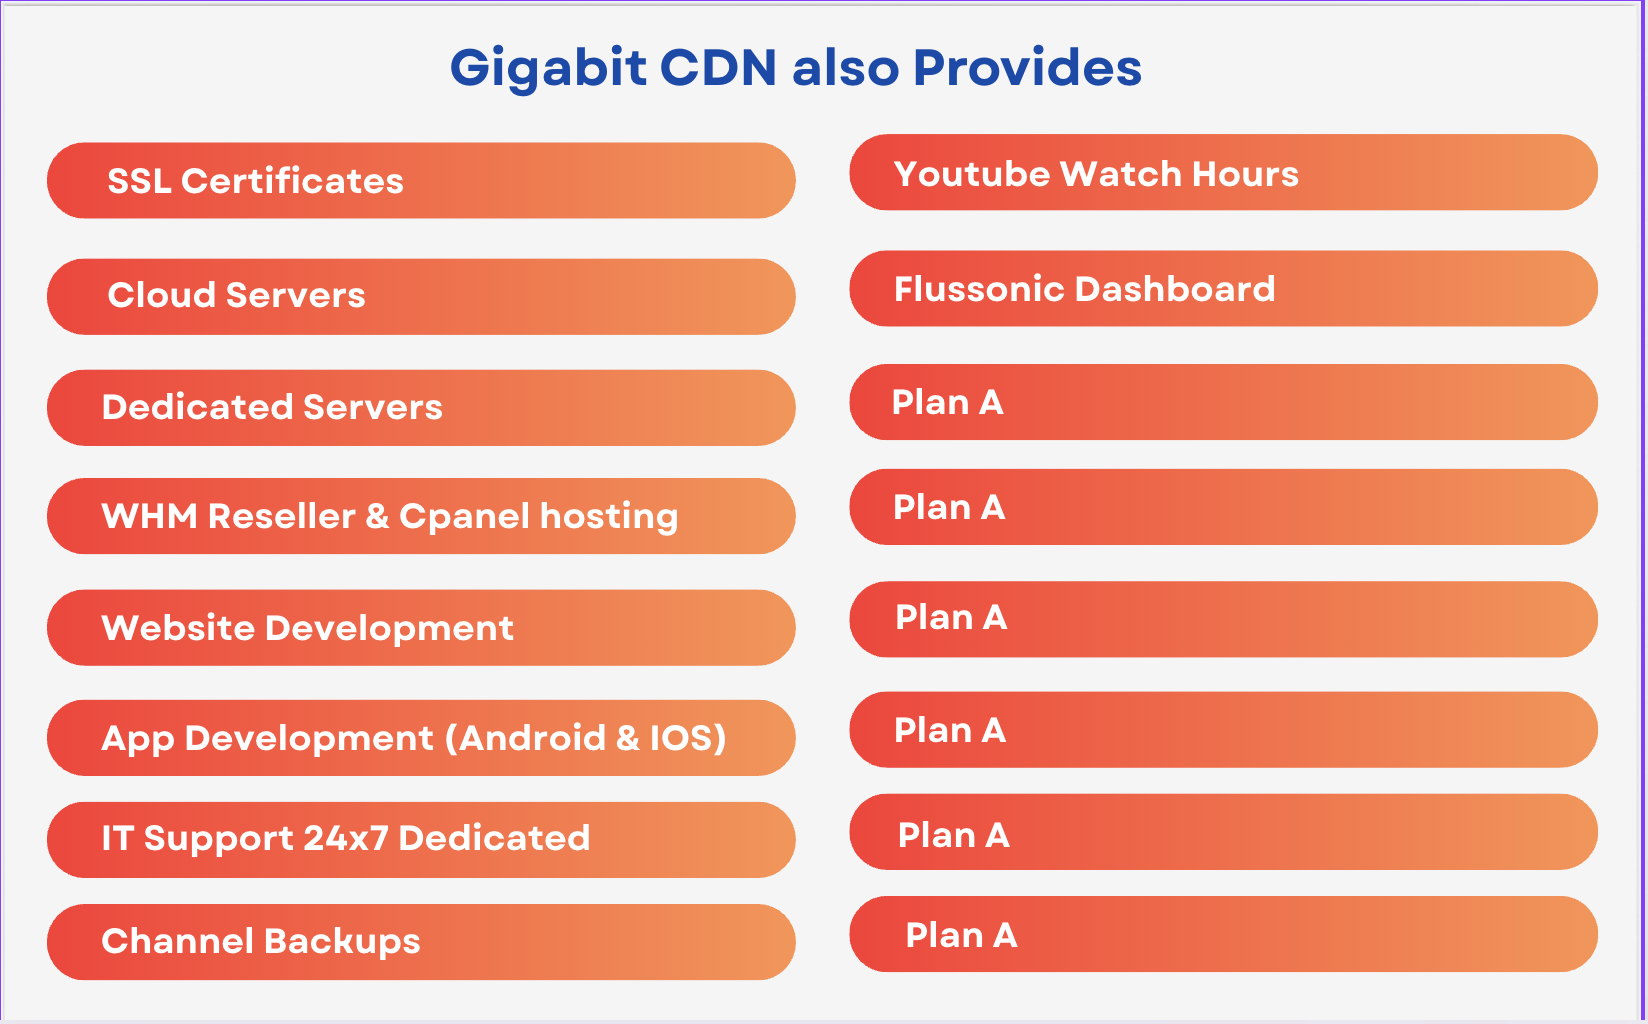 Gigabit CDN also Provides
SSL Certificates
Cloud Servers
Dedicated Servers
WHM Reseller & Cpanel hosting
Website Development
App Development (Android & IOS)
IT Support 24x7 Dedicated
Channel Backups
Youtube Watch Hours
Flussonic Dashboard
Plan A
Plan A
Plan A
Plan A
Plan A
Plan A